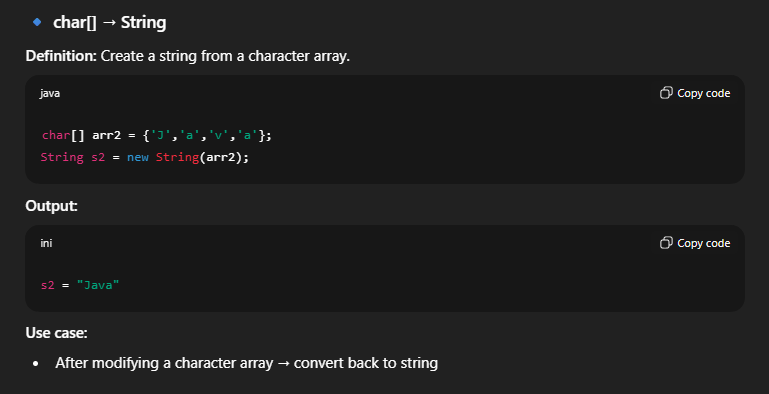 char[] → String
Definition: Create a string from a character array.
java
Copy code
char[] arr2 = {'J','a','v','a'};
String s2 = new String(arr2);
Output:
ini
Copy code
s2 = "Java"
Use case:
• After modifying a character array → convert back to string